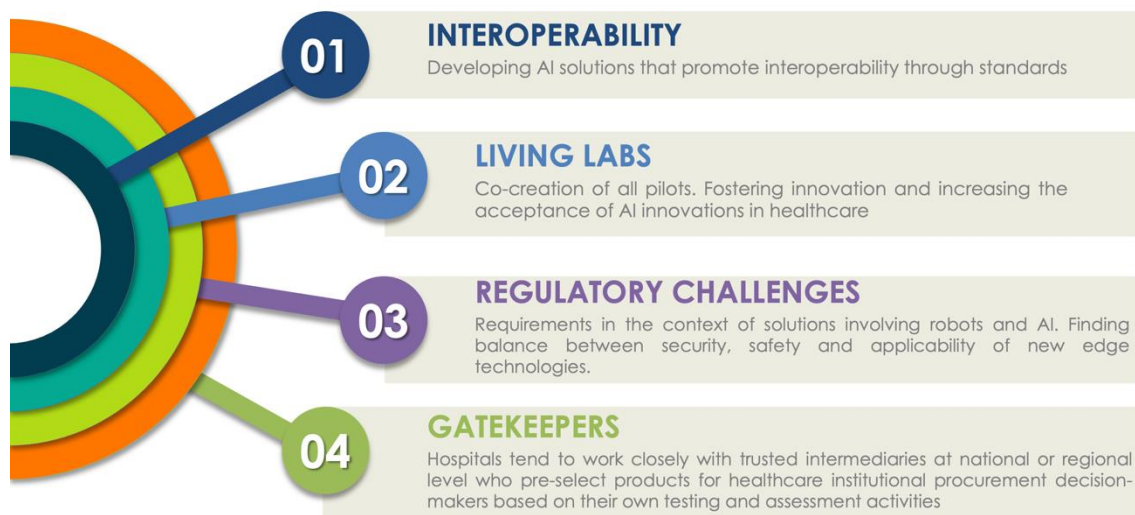 01
INTEROPERABILITY
Developing AI solutions that promote interoperability through standards
02
LIVING LABS
Co-creation of all pilots. Fostering innovation and increasing the
acceptance of AI innovations in healthcare
03
REGULATORY CHALLENGES
Requirements in the context of solutions involving robots and AI. Finding
balance between security, safety and applicability of new edge
technologies.
04
GATEKEEPERS
Hospitals tend to work closely with trusted intermediaries at national or regional
level who pre-select products for healthcare institutional procurement decision-
makers based on their own testing and assessment activities